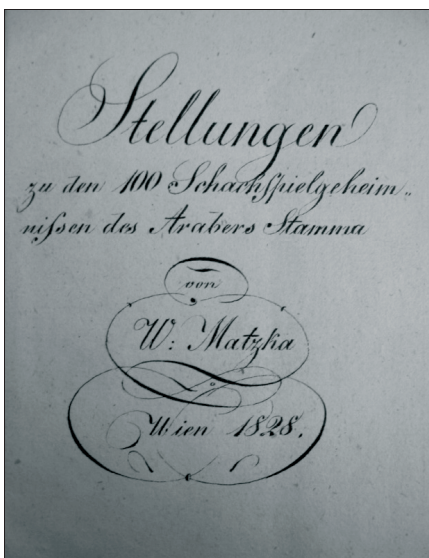 Stellungen
zu den 100 Schachspielgeheim„
nißen des Arabers Stamma
von
W: Matzka
Wien 1828.